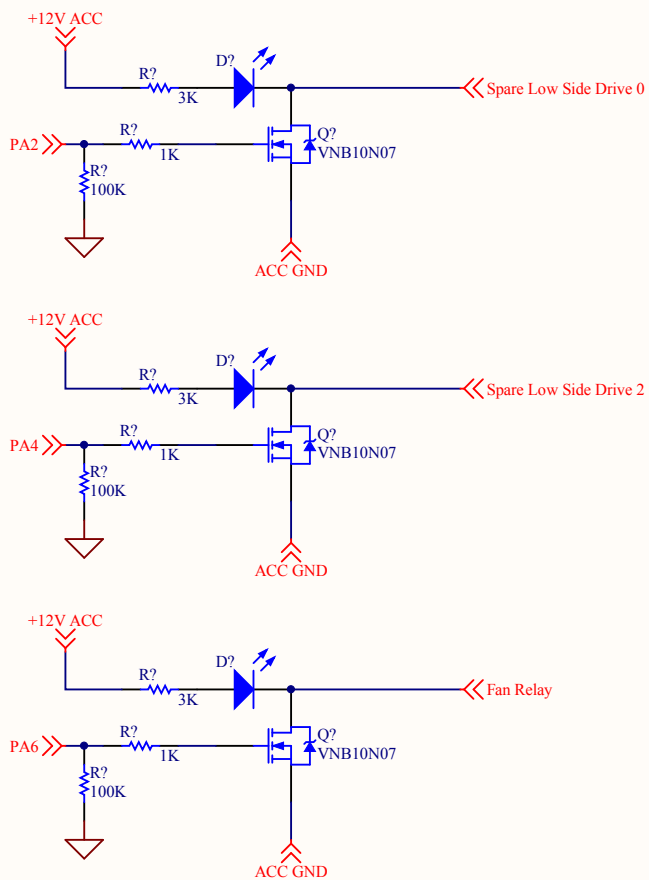 +12V ACC
D?
R?
3K
Spare Low Side Drive 0
R?
Q?
PA2
1K
VNB10N07
R?
100K
ACC GND
+12V ACC
D?
R?
3K
Spare Low Side Drive 2
R?
Q?
PA4
1K
VNB10N07
R?
100K
ACC GND
+12V ACC
D?
R?
3K
Fan Relay
R?
Q?
PA6
1K
VNB10N07
R?
100K
ACC GND